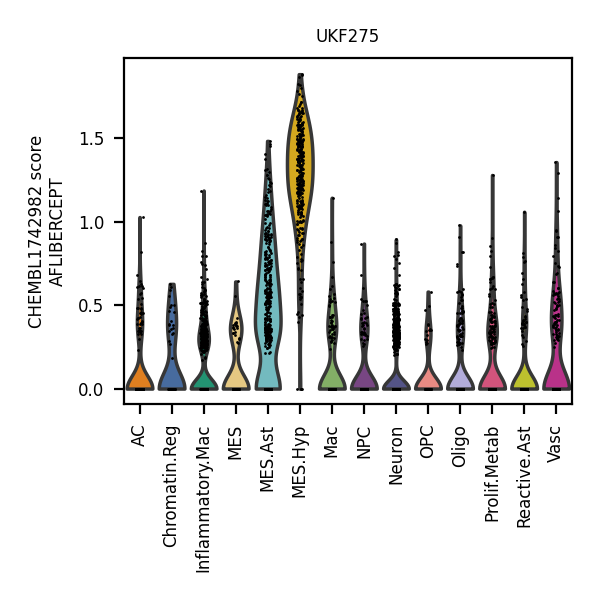 UKF275
CHEMBL1742982 score
AFLIBERCEPT
1.5
1.0
0.5
0.0
AC
Chromatin.Reg
Inflammatory.Mac
MES
MES.Ast
MES.Hyp
Mac
NPC
Neuron
OPC
Oligo
Prolif.Metab
Reactive.Ast
Vasc